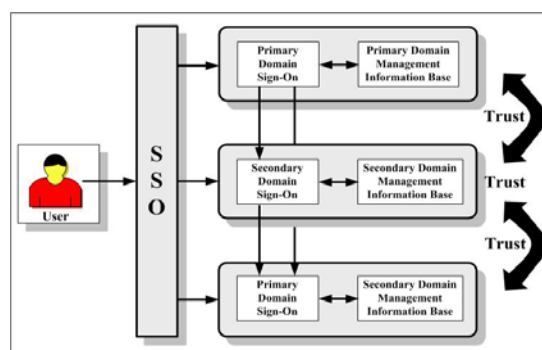 Primary
Domain
Sign-On
Primary Domain
Management
Information Base
Trust
S
S
O
User
Secondary
Domain
Sign-On
Secondary Domain
Management
Information Base
Trust
Trust
Primary
Domain
Sign-On
Secondary Domain
Management
Information Base